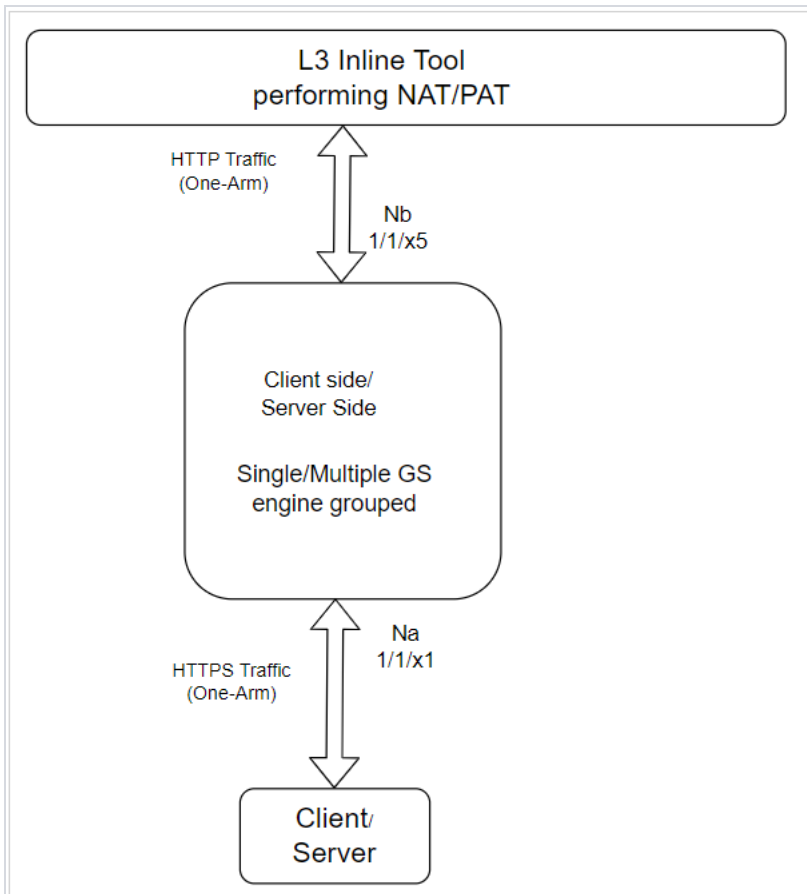 L3 Inline Tool
performing NAT/PAT
HTTP Traffic
(One-Arm)
Nb
1/1/x5
Client side/
Server Side
Single/Multiple GS
engine grouped
Na
1/1/x1
HTTPS Traffic
(One-Arm)
Client/
Server